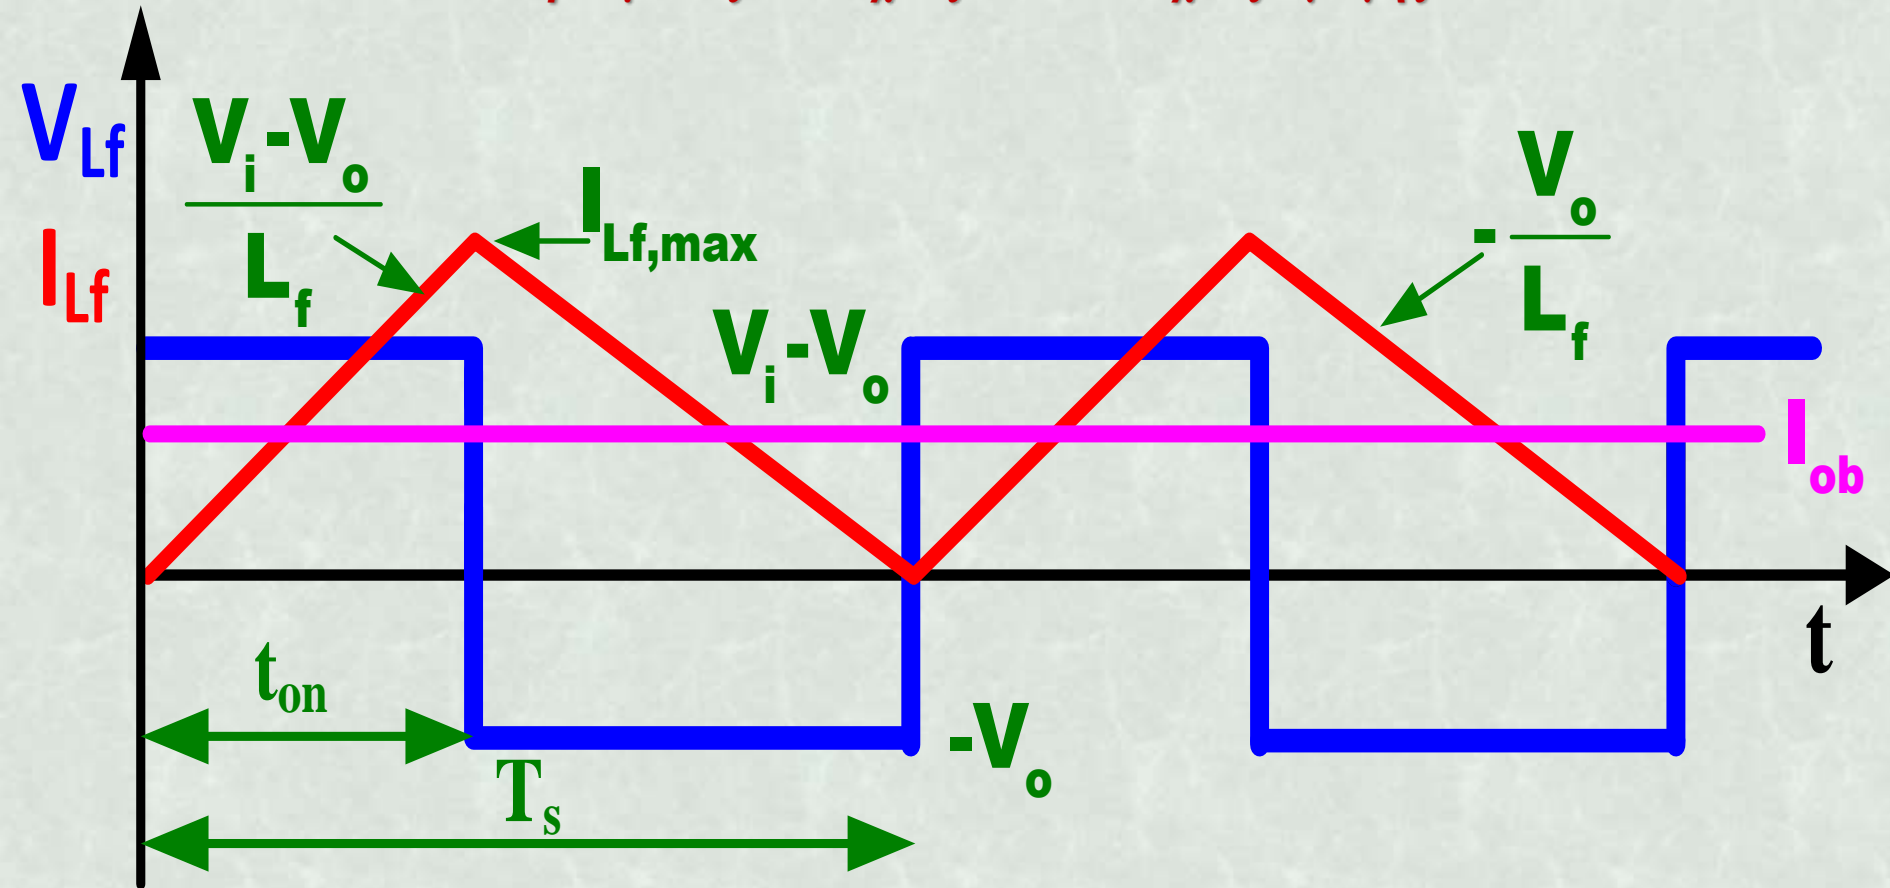 V_Lf
I_Lf
V_i-V_o
L_f
I_Lf,max
V_i-V_o
-V_o
L_f
I_ob
t
t_on
T_s
-V_o